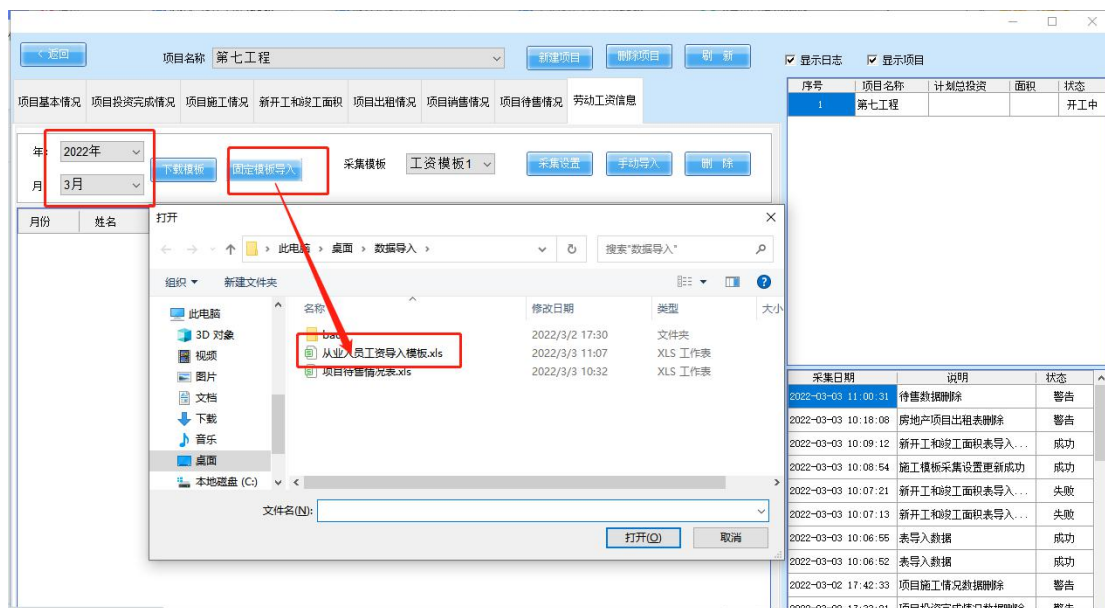 < 返回 项目名称 第七工程 新建项目 删除项目 刷 新 显示日志 显示项目
项目基本情况 项目投资完成情况 项目施工情况 新开工和竣工面积 项目出租情况 项目销售情况 项目待售情况 劳动工资信息
年: 2022年
月 3月
下载模板 固定模板导入 采集模板 工资模板1 采集设置 手动导入 删 除
月份 姓名
打开
此电脑 › 桌面 › 数据导入 ›
搜索"数据导入"
组织 新建文件夹
此电脑
3D 对象
视频
图片
文档
下载
音乐
桌面
本地磁盘 (C:)
名称 修改日期 类型 大小
2022/3/2 17:30 文件夹
从业人员工资导入模板.xls 2022/3/3 11:07 XLS 工作表
项目待售情况表.xls 2022/3/3 10:32 XLS 工作表
文件名(N):
打开(O) 取消
序号 项目名称 计划总投资 面积 状态
1 第七工程 开工中
采集日期 说明 状态
2022-03-03 11:00:31 待售数据删除 警告
2022-03-03 10:18:08 房地产项目出租表删除 警告
2022-03-03 10:09:12 新开工和竣工面积表导入... 成功
2022-03-03 10:08:54 施工模板采集设置更新成功 成功
2022-03-03 10:07:21 新开工和竣工面积表导入... 失败
2022-03-03 10:07:13 新开工和竣工面积表导入... 失败
2022-03-03 10:06:55 表导入数据 成功
2022-03-03 10:06:52 表导入数据 成功
2022-03-02 17:42:33 项目施工情况数据删除 警告